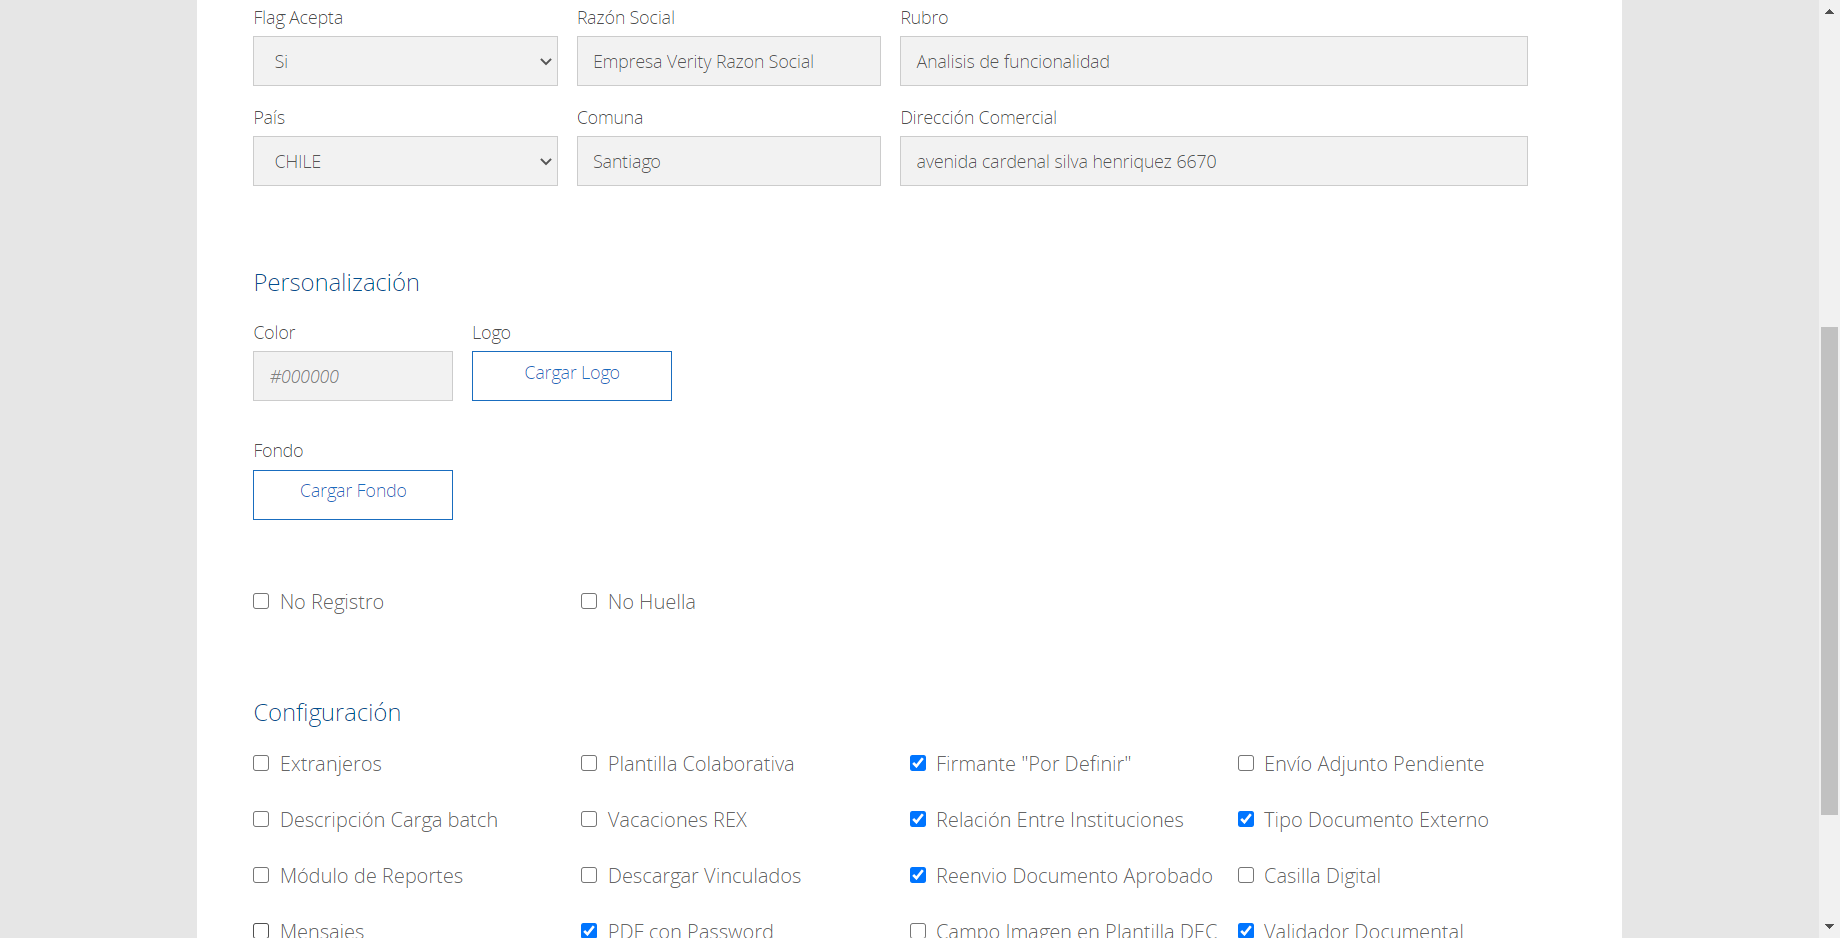 Flag Acepta Razón Social Rubro
Si Empresa Verity Razon Social Analisis de funcionalidad
País Comuna Dirección Comercial
CHILE Santiago avenida cardenal silva henriquez 6670
Personalización
Color Logo
#000000 Cargar Logo
Fondo
Cargar Fondo
No Registro No Huella
Configuración
Extranjeros Plantilla Colaborativa Firmante "Por Definir" Envío Adjunto Pendiente
Descripción Carga batch Vacaciones REX Relación Entre Instituciones Tipo Documento Externo
Módulo de Reportes Descargar Vinculados Reenvio Documento Aprobado Casilla Digital
Mensajes PDF con Password Campo Imagen en Plantilla DEC Validador Documental